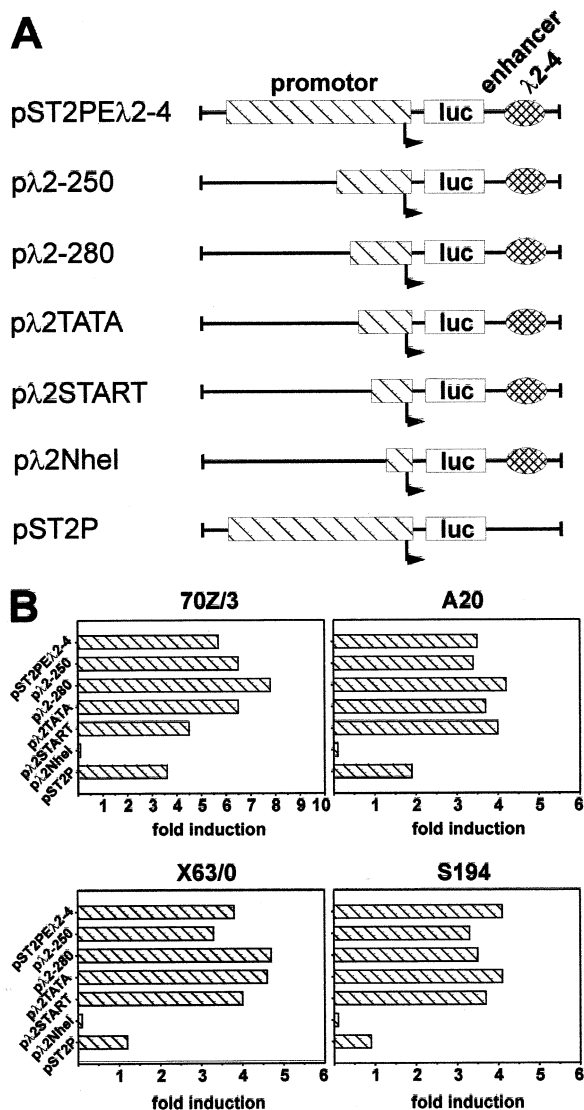 A
promotor
enhancer
λ2-4
pST2PEλ2-4
luc
pλ2-250
luc
pλ2-280
luc
pλ2TATA
luc
pλ2START
luc
pλ2NheI
luc
pST2P
luc
B
70Z/3
pST2PEλ2-4
pλ2-250
pλ2-280
pλ2TATA
pλ2START
pλ2NheI
pST2P
1 2 3 4 5 6 7 8 9 10
fold induction
A20
1 2 3 4 5 6
fold induction
X63/0
pST2PEλ2-4
pλ2-250
pλ2-280
pλ2TATA
pλ2START
pλ2NheI
pST2P
1 2 3 4 5 6
fold induction
S194
1 2 3 4 5 6
fold induction